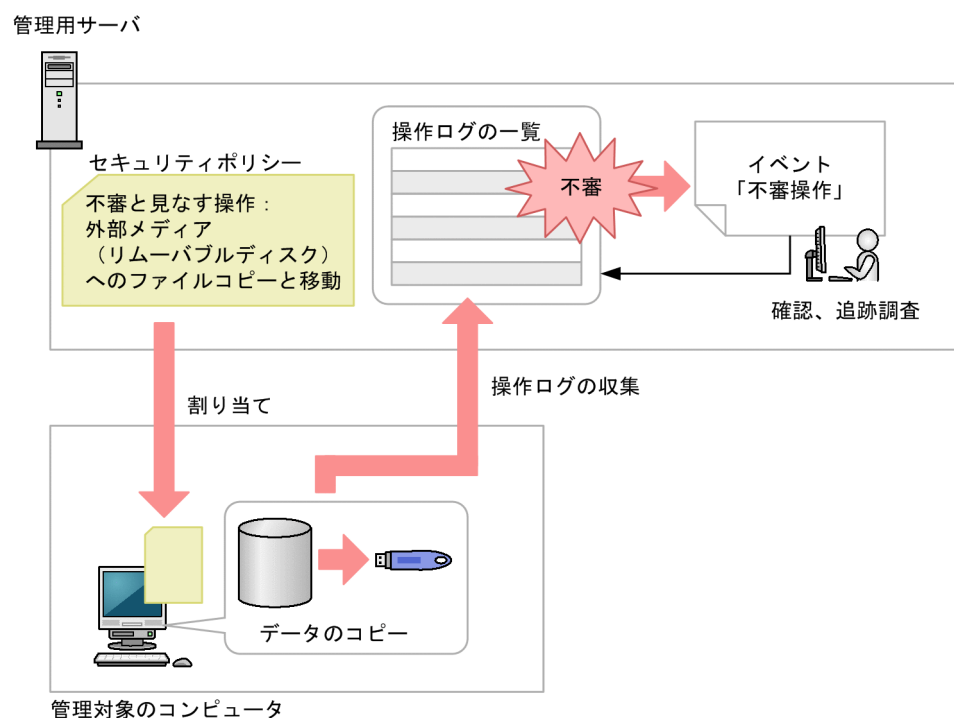 管理用サーバ
操作ログの一覧
セキュリティポリシー
不審と見なす操作：
外部メディア
（リムーバブルディスク）
へのファイルコピーと移動
不審
イベント
「不審操作」
確認、追跡調査
割り当て
操作ログの収集
データのコピー
管理対象のコンピュータ